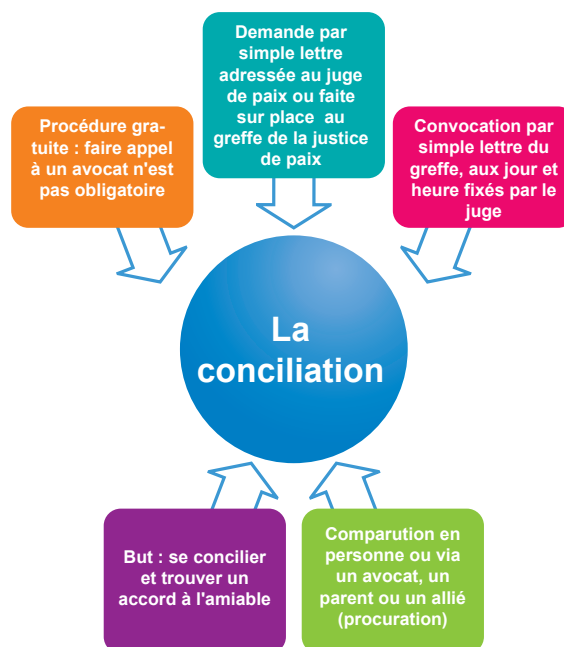 Demande par
simple lettre
adressée au juge
de paix ou faite
sur place au
greffe de la justice
de paix
Procédure gra-
tuite : faire appel
à un avocat n'est
pas obligatoire
Convocation par
simple lettre du
greffe, aux jour et
heure fixés par le
juge
La
conciliation
But : se concilier
et trouver un
accord à l'amiable
Comparution en
personne ou via
un avocat, un
parent ou un allié
(procuration)